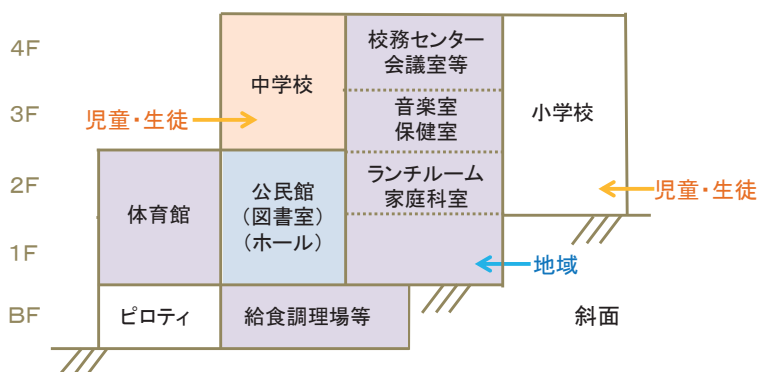 4F
校務センター
会議室等
中学校
3F
児童・生徒
音楽室
保健室
小学校
2F
体育館
公民館
（図書室）
（ホール）
ランチルーム
家庭科室
児童・生徒
1F
地域
BF
ピロティ
給食調理場等
斜面